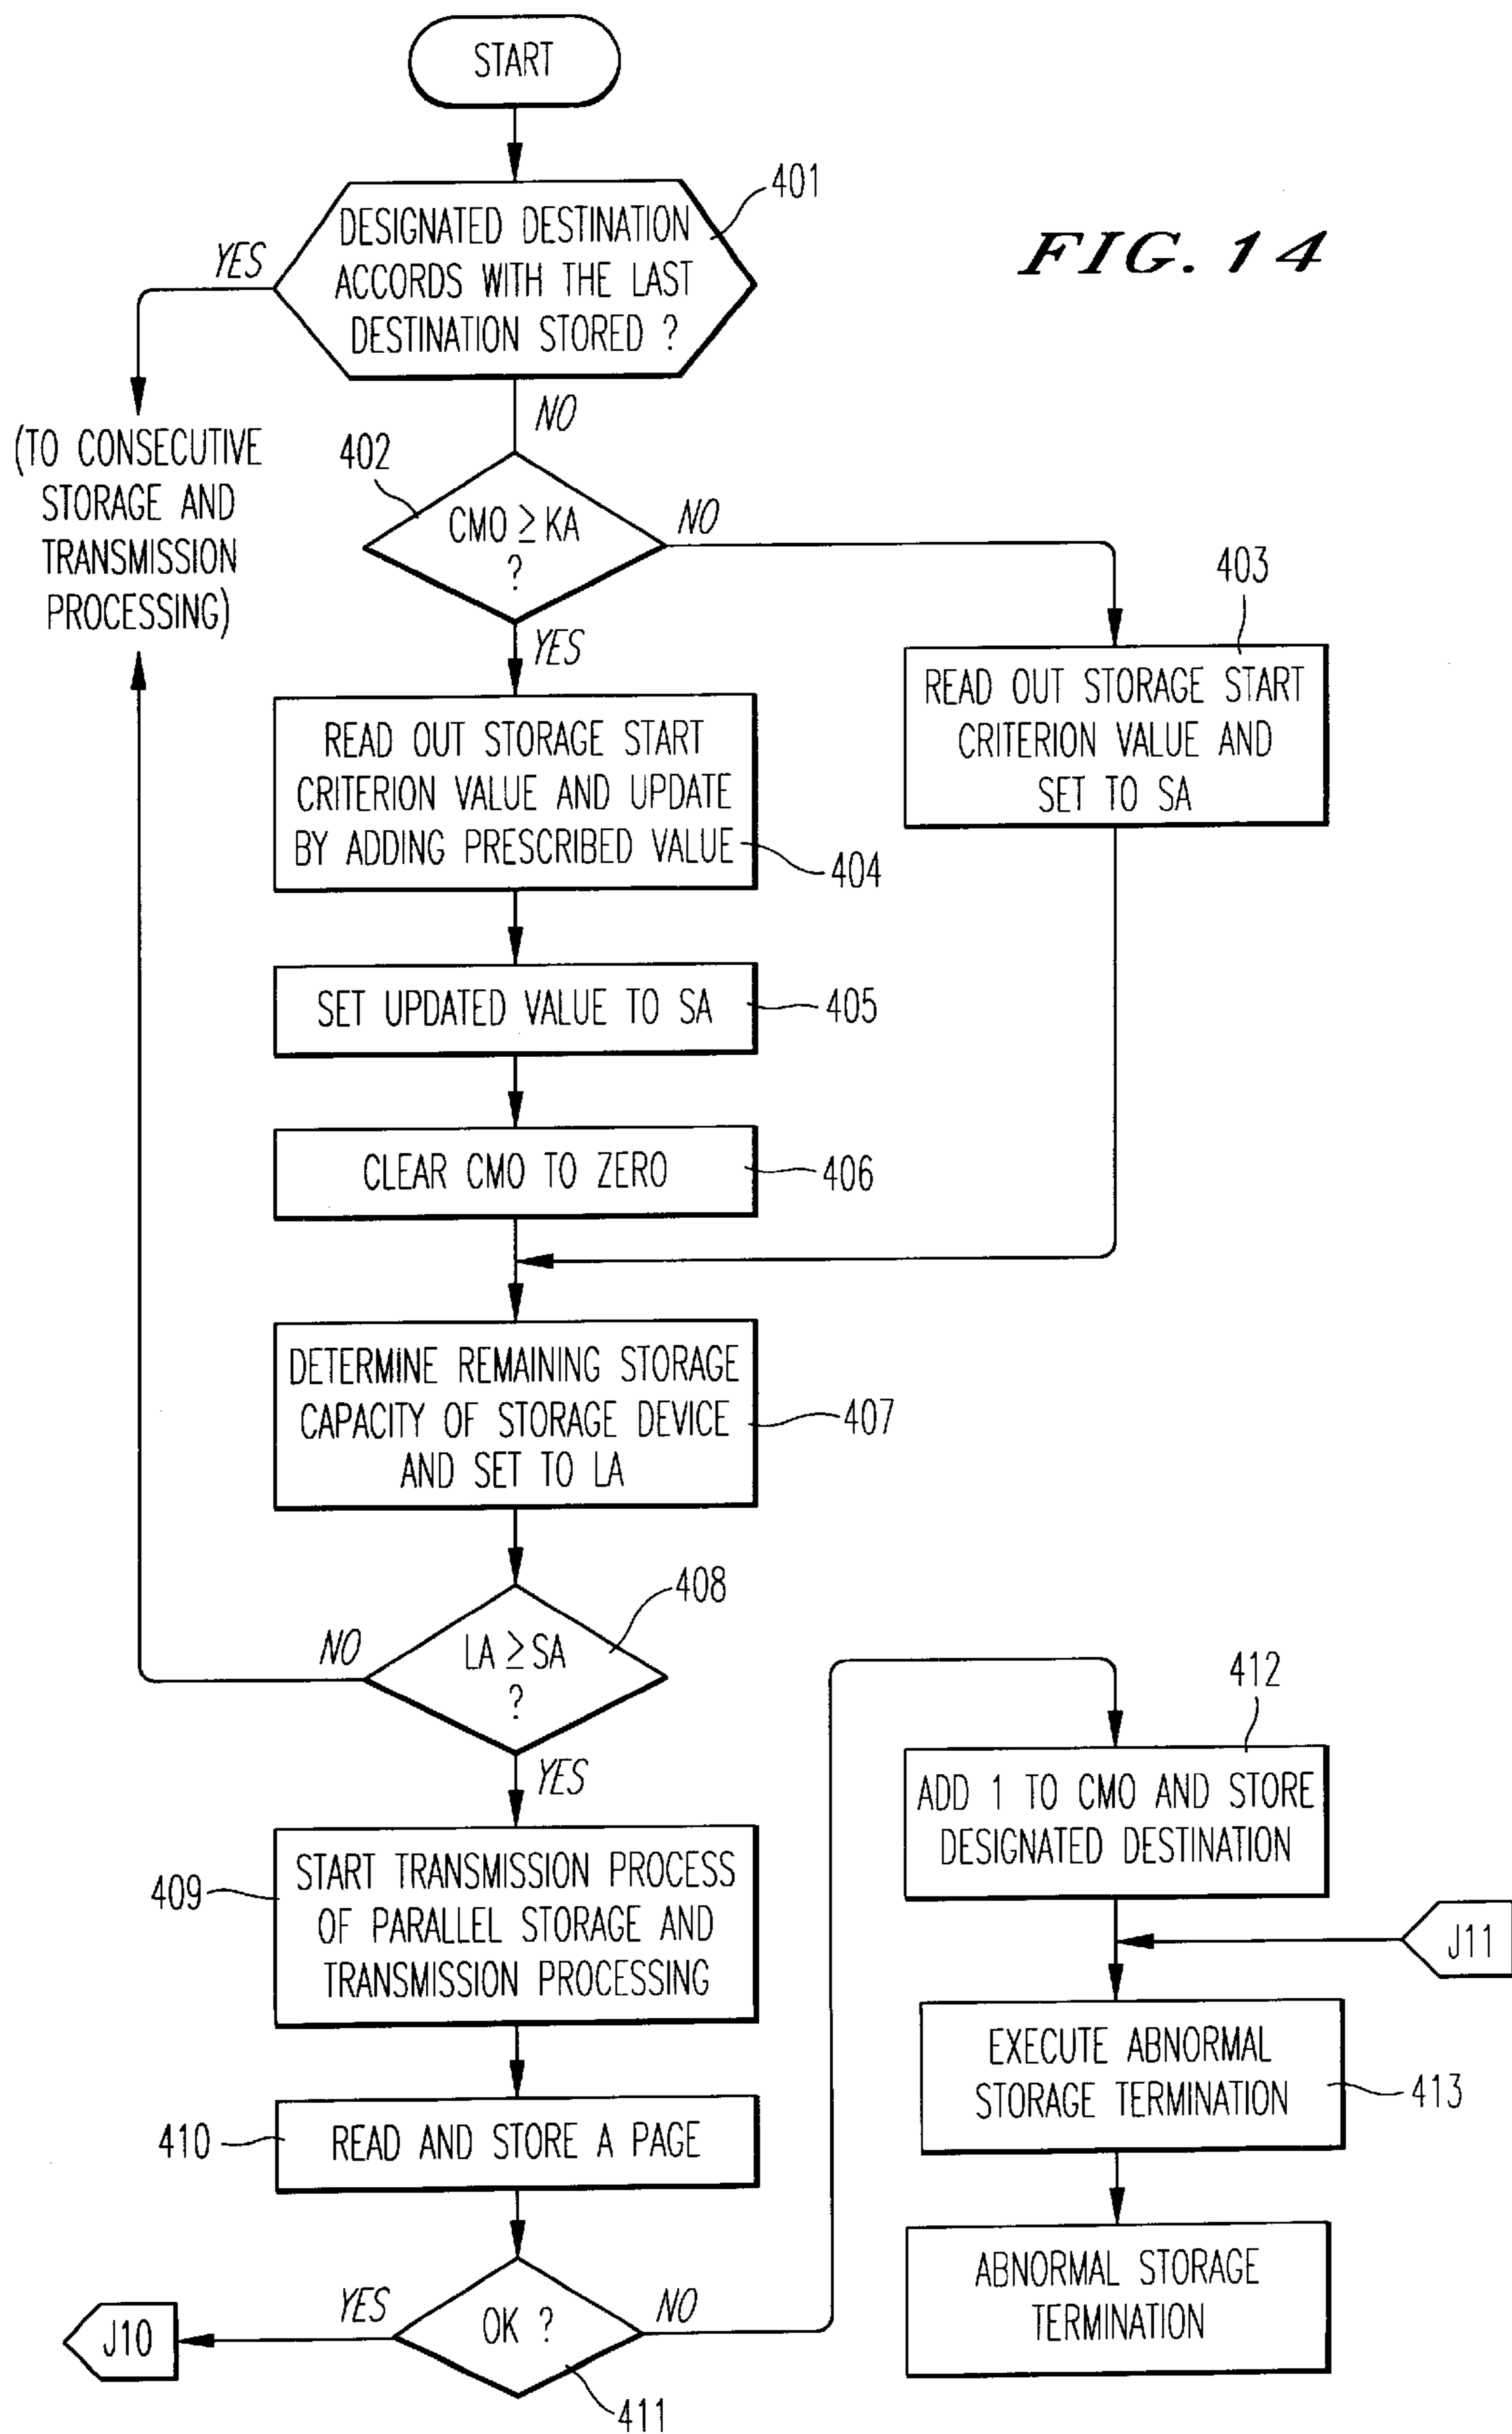 START
401
FIG. 14
DESIGNATED DESTINATION
ACCORDS WITH THE LAST
DESTINATION STORED ?
YES
NO
(TO CONSECUTIVE
STORAGE AND
TRANSMISSION
PROCESSING)
402
CMO ≥ KA
?
NO
YES
403
READ OUT STORAGE START
CRITERION VALUE AND
SET TO SA
READ OUT STORAGE START
CRITERION VALUE AND UPDATE
BY ADDING PRESCRIBED VALUE
404
SET UPDATED VALUE TO SA
405
CLEAR CMO TO ZERO
406
DETERMINE REMAINING STORAGE
CAPACITY OF STORAGE DEVICE
AND SET TO LA
407
408
LA ≥ SA
?
NO
YES
409
START TRANSMISSION PROCESS
OF PARALLEL STORAGE AND
TRANSMISSION PROCESSING
410
READ AND STORE A PAGE
OK ?
YES
NO
411
J10
412
ADD 1 TO CMO AND STORE
DESIGNATED DESTINATION
J11
EXECUTE ABNORMAL
STORAGE TERMINATION
413
ABNORMAL STORAGE
TERMINATION